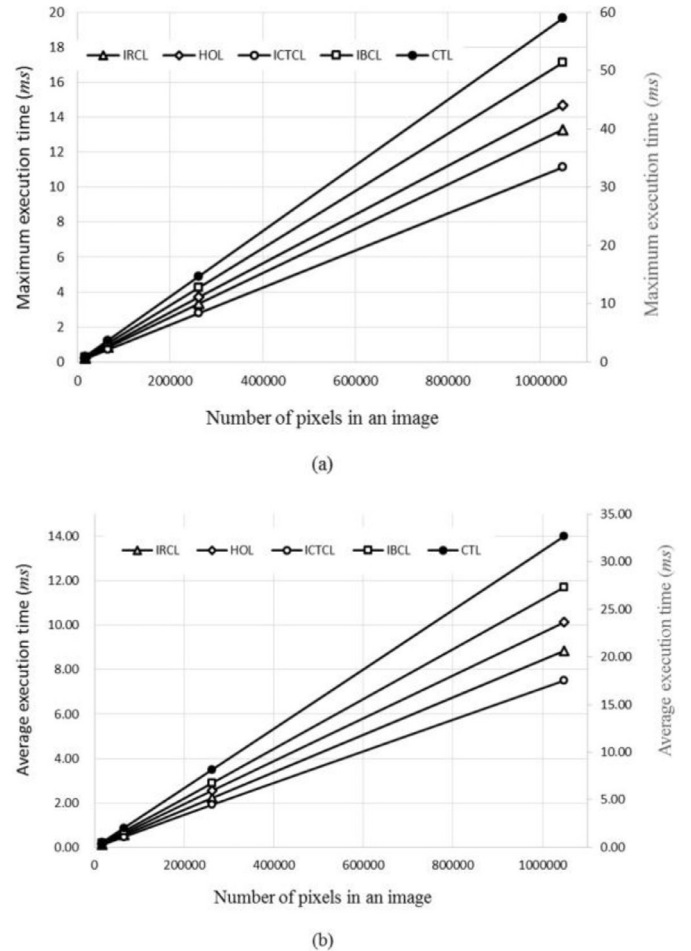 20
18
16
14
12
10
8
6
4
2
0
Maximum execution time (ms)
IRCL HOL ICTCL IBCL CTL
60
50
40
30
20
10
0
Maximum execution time (ms)
0 200000 400000 600000 800000 1000000
Number of pixels in an image
(a)
14.00
12.00
10.00
8.00
6.00
4.00
2.00
0.00
Average execution time (ms)
IRCL HOL ICTCL IBCL CTL
35.00
30.00
25.00
20.00
15.00
10.00
5.00
0.00
Average execution time (ms)
0 200000 400000 600000 800000 1000000
Number of pixels in an image
(b)